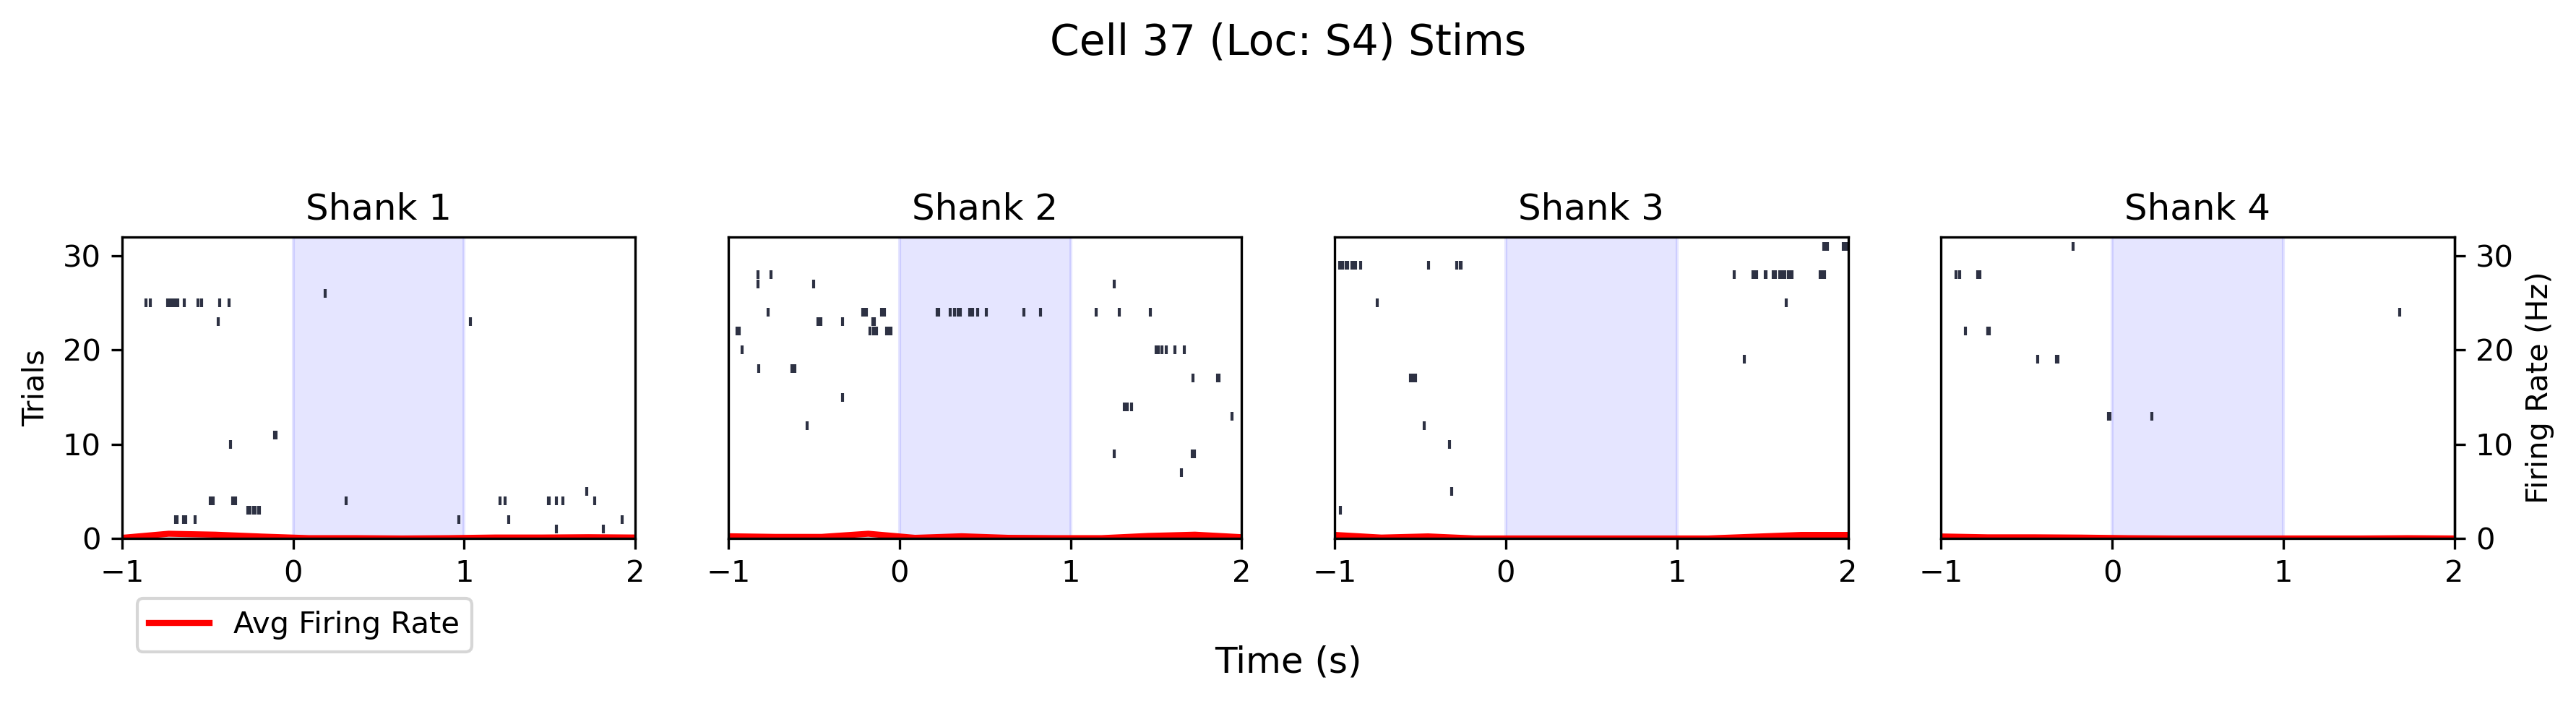 Cell 37 (Loc: S4) Stims
Shank 1
Shank 2
Shank 3
Shank 4
Trials
30
20
10
0
30
20
10
0
Firing Rate (Hz)
−1 0 1 2
−1 0 1 2
−1 0 1 2
−1 0 1 2
Avg Firing Rate
Time (s)